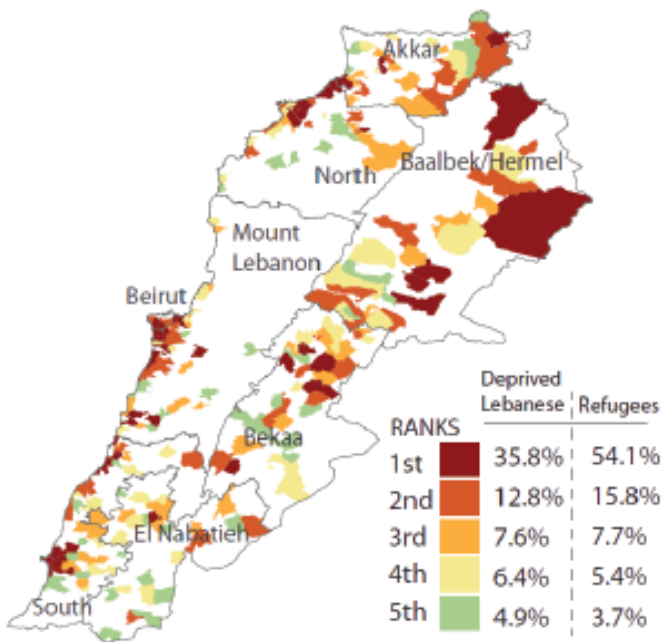 Akkar
Baalbek/Hermel
North
Mount
Lebanon
Beirut
Bekaa
El Nabatieh
South
Deprived
Lebanese Refugees
RANKS
1st 35.8% 54.1%
2nd 12.8% 15.8%
3rd 7.6% 7.7%
4th 6.4% 5.4%
5th 4.9% 3.7%